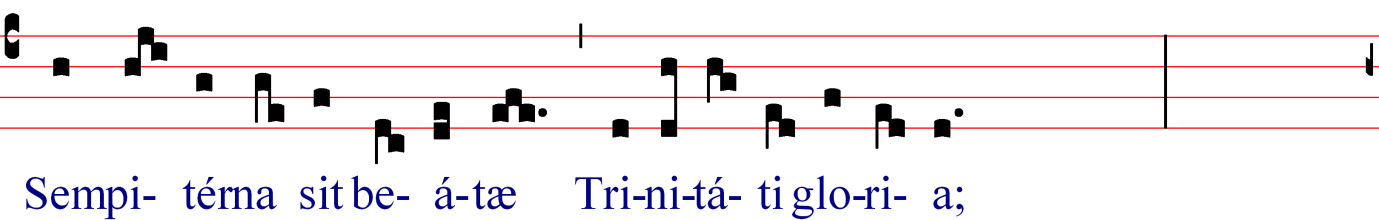 Sempi- térna sit be- á-tæ Tri-ni-tá- ti glo-ri- a;